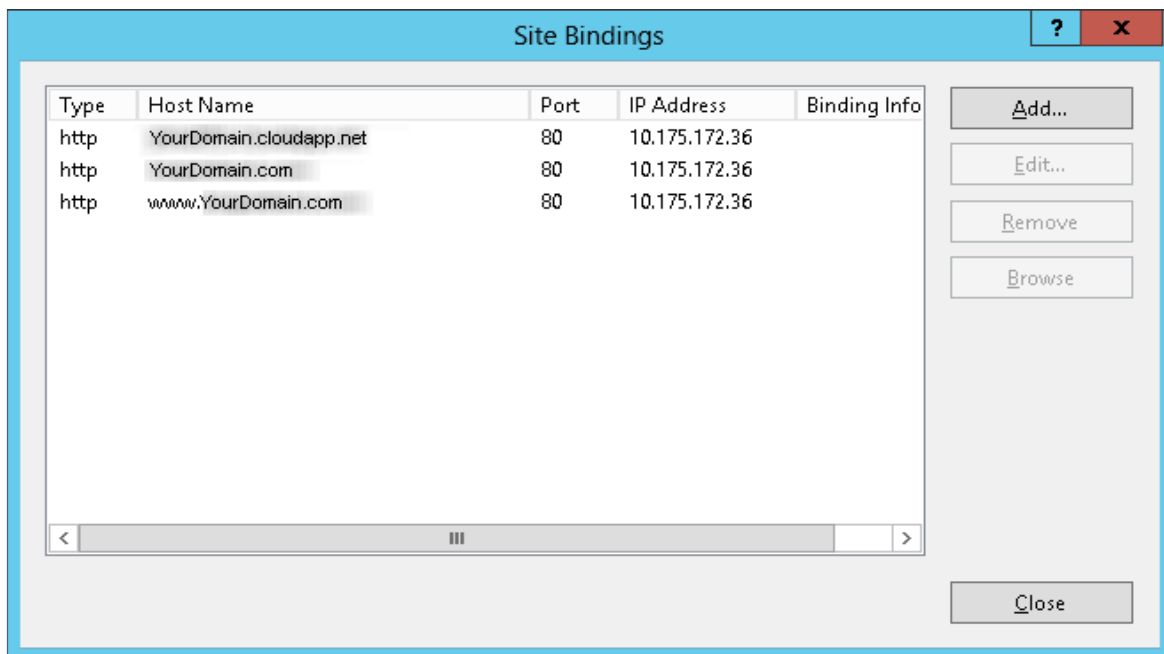 Site Bindings ? x
Type Host Name Port IP Address Binding Info
http YourDomain.cloudapp.net 80 10.175.172.36
http YourDomain.com 80 10.175.172.36
http www.YourDomain.com 80 10.175.172.36
Add...
Edit...
Remove
Browse
Close